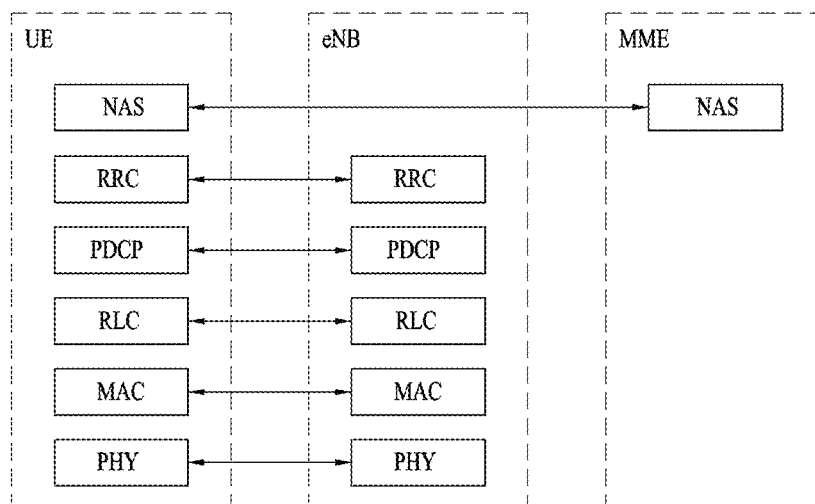 UE eNB MME
NAS NAS
RRC RRC
PDCP PDCP
RLC RLC
MAC MAC
PHY PHY